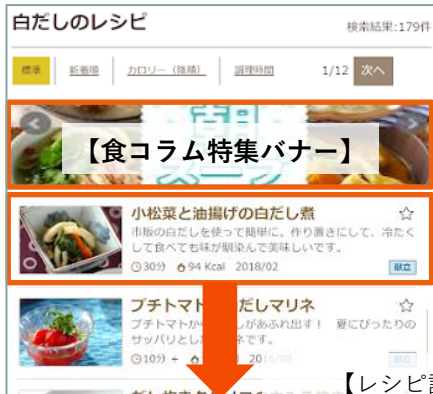 白だしのレシピ
検索結果:179件
標準 新着順 カロリー（降順） 調理時間 1/12 次へ
【食コラム特集バナー】
小松菜と油揚げの白だし煮 ☆
市販の白だしを使って簡単に。作り置きにして、冷たく
して食べても味が馴染んで美味しいです。
30分 94 Kcal 2018/02 献立
プチトマト だしマリネ ☆
プチトマトか しがあふれ出す！ 夏にぴったりの
サッパリとし ネです。
10分 + 2016/08 献立
【レシピ